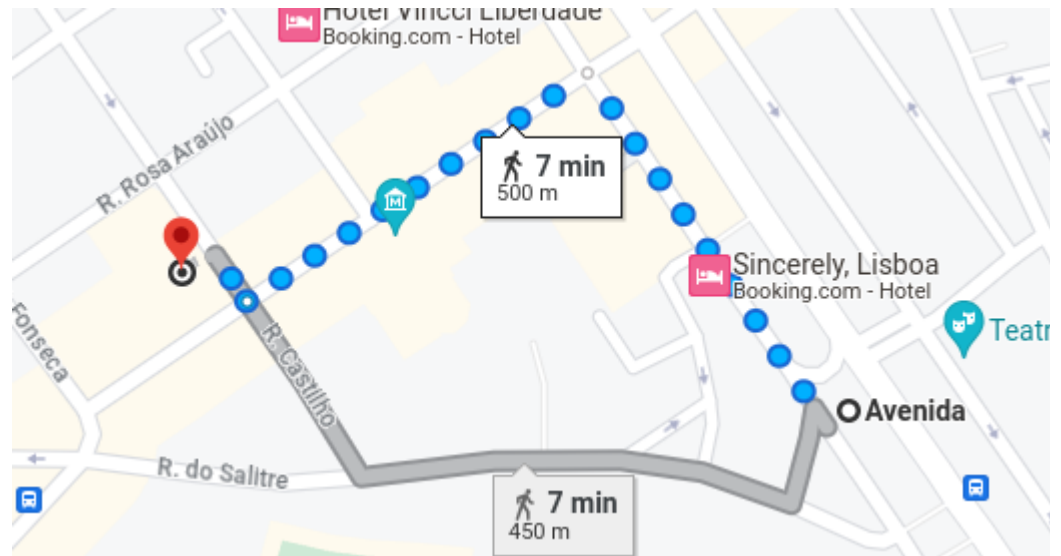 Hotel Vincci Liberdade
Booking.com - Hotel
R. Rosa Araújo
7 min
500 m
M
Sincerely, Lisboa
Booking.com - Hotel
Teatr
Fonseca
R. Castilho
Avenida
R. do Salitre
7 min
450 m